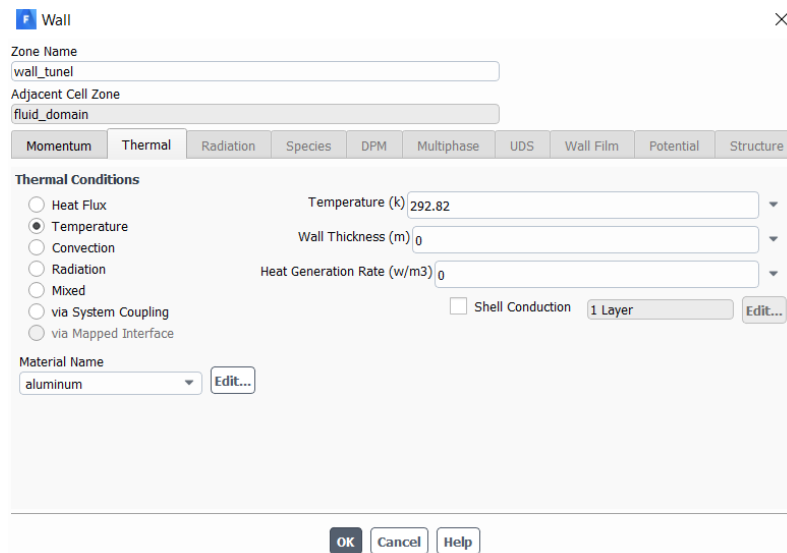 F Wall
Zone Name
wall_tunel
Adjacent Cell Zone
fluid_domain
Momentum Thermal Radiation Species DPM Multiphase UDS Wall Film Potential Structure
Thermal Conditions
Heat Flux
Temperature
Convection
Radiation
Mixed
via System Coupling
via Mapped Interface
Temperature (k) 292.82
Wall Thickness (m) 0
Heat Generation Rate (w/m3) 0
Shell Conduction 1 Layer Edit...
Material Name
aluminum Edit...
OK Cancel Help